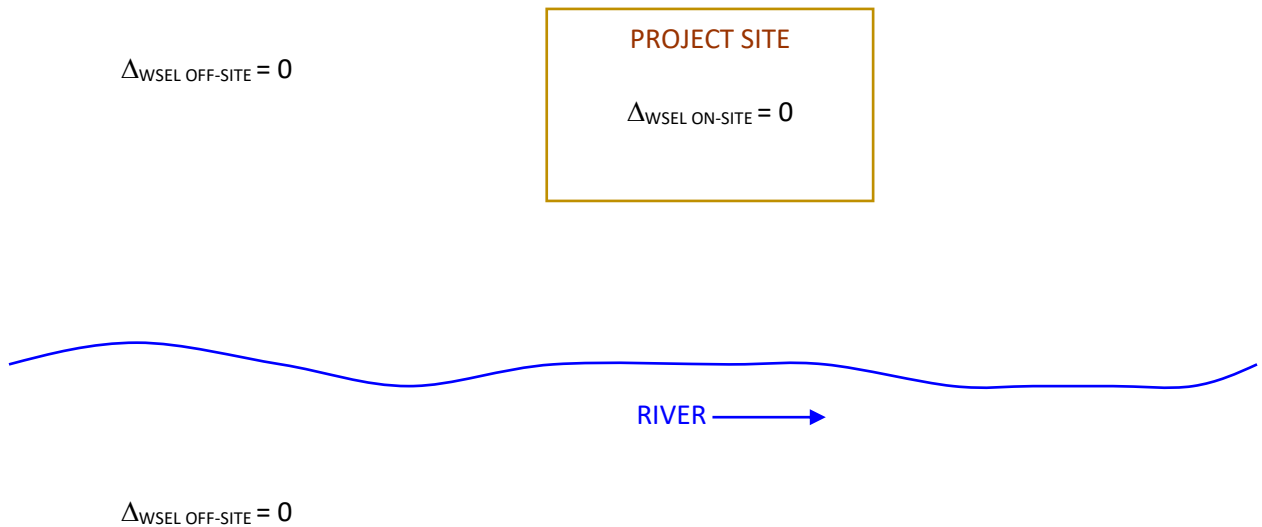 PROJECT SITE
ΔWSEL OFF-SITE = 0
ΔWSEL ON-SITE = 0
RIVER
ΔWSEL OFF-SITE = 0